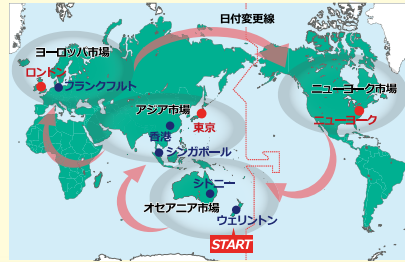 日付変更線
ヨーロッパ市場
ロンドン
フランクフルト
ニューヨーク市場
ニューヨーク
アジア市場
香港
東京
シンガポール
シドニー
オセアニア市場
ウェリントン
START